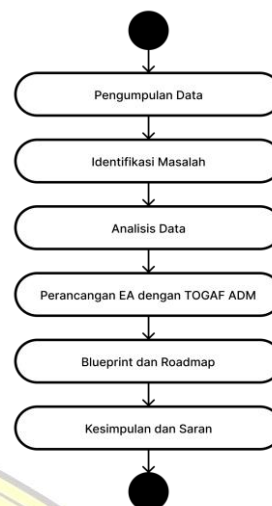 Pengumpulan Data
Identifikasi Masalah
Analisis Data
Perancangan EA dengan TOGAF ADM
Blueprint dan Roadmap
Kesimpulan dan Saran